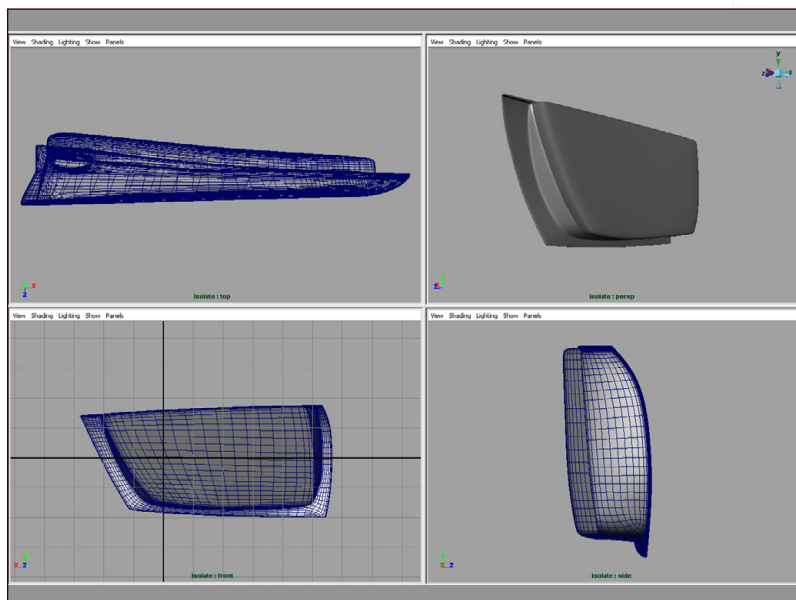 View Shading Lighting Show Panels
View Shading Lighting Show Panels
y
z
Isolate : top
x
z
Isolate : persp
View Shading Lighting Show Panels
View Shading Lighting Show Panels
Isolate : front
x z
Isolate : side
z